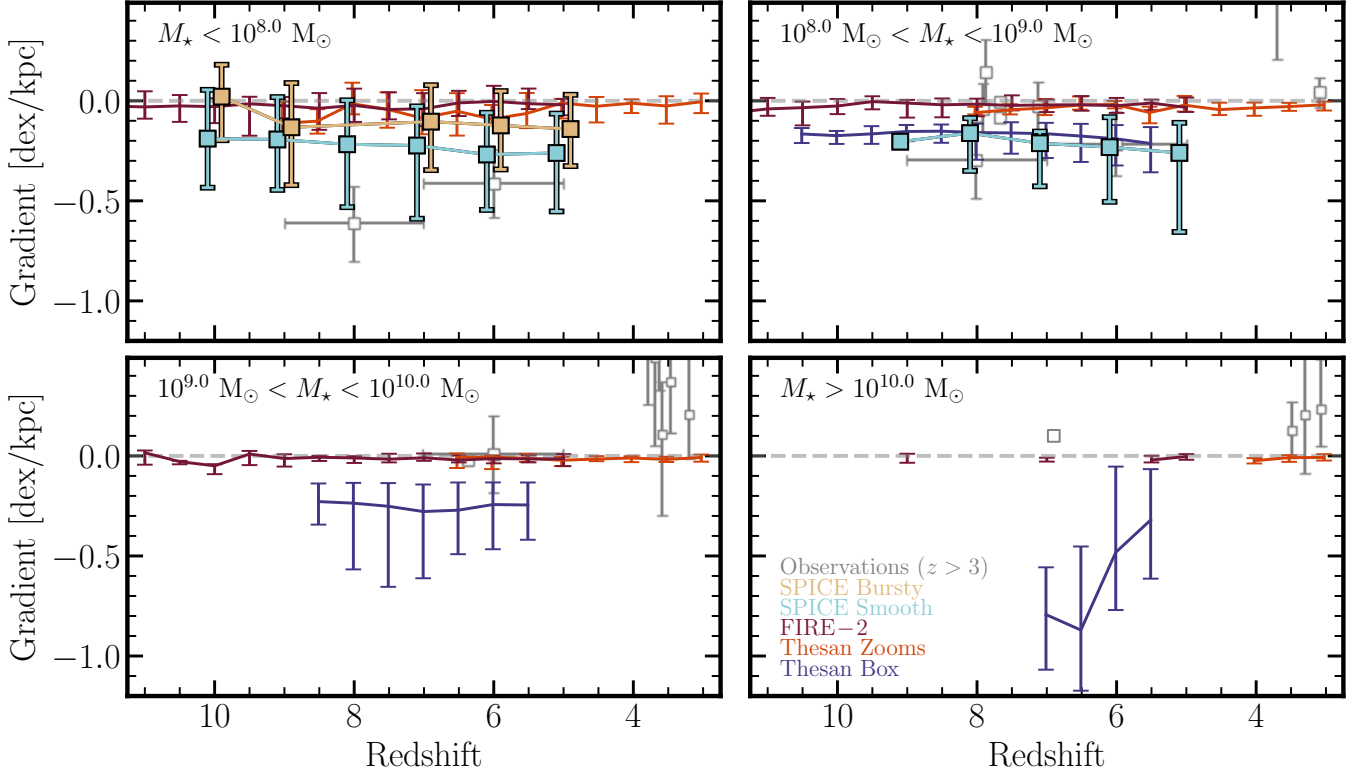 M⋆ < 10^8.0 M⊙
10^8.0 M⊙ < M⋆ < 10^9.0 M⊙
Gradient [dex/kpc]
0.0
−0.5
−1.0
10^9.0 M⊙ < M⋆ < 10^10.0 M⊙
M⋆ > 10^10.0 M⊙
Gradient [dex/kpc]
0.0
−0.5
−1.0
Observations (z > 3)
SPICE Bursty
SPICE Smooth
FIRE−2
Thesan Zooms
Thesan Box
10 8 6 4
10 8 6 4
Redshift
Redshift